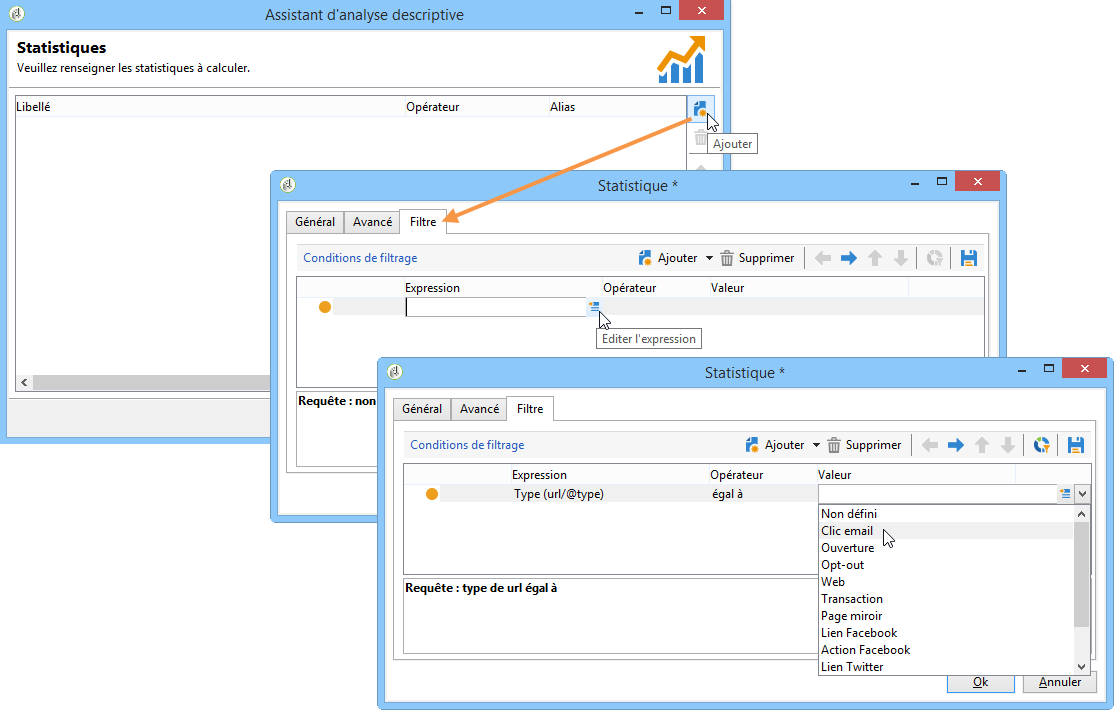 Assistant d'analyse descriptive
Statistiques
Veuillez renseigner les statistiques à calculer.
Libellé Opérateur Alias
Ajouter
Statistique *
Général Avancé Filtre
Conditions de filtrage Ajouter Supprimer
Expression Opérateur Valeur
Editer l'expression
Requête : non
Statistique *
Général Avancé Filtre
Conditions de filtrage Ajouter Supprimer
Expression Opérateur Valeur
Type (url/@type) égal à
Non défini
Clic email
Ouverture
Opt-out
Web
Transaction
Page miroir
Lien Facebook
Action Facebook
Lien Twitter
Requête : type de url égal à
Ok Annuler